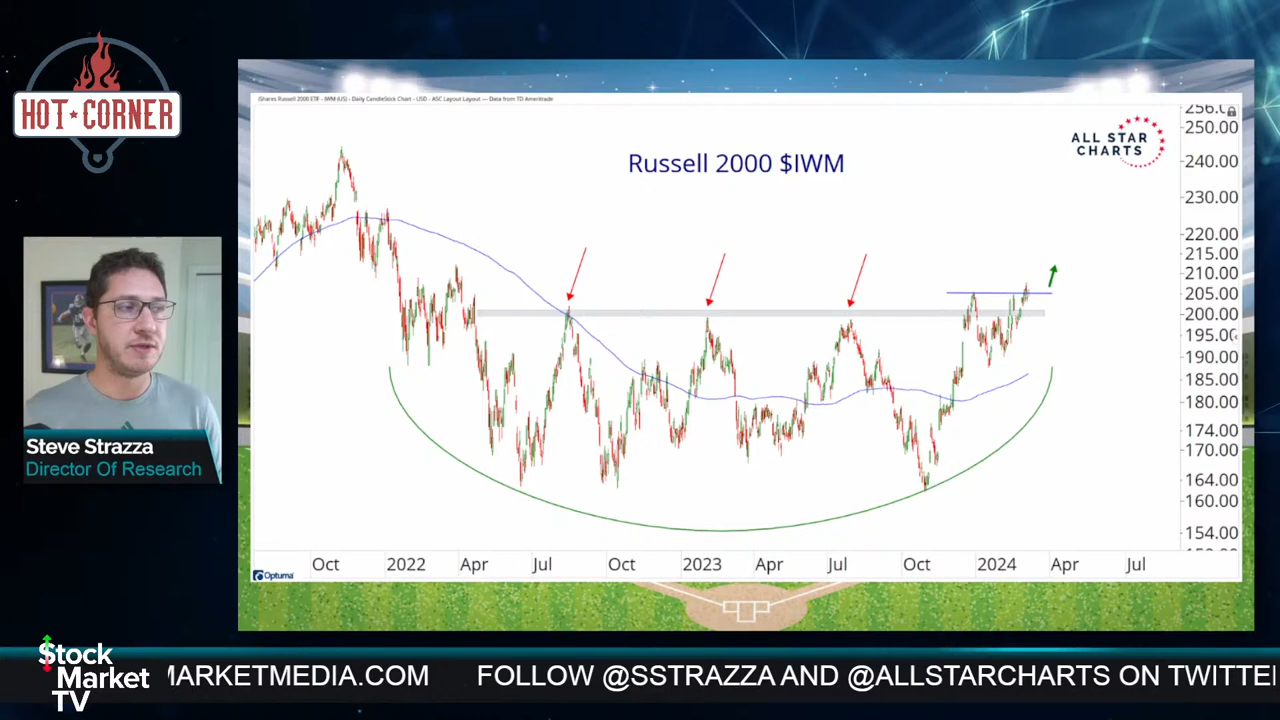 HOT★CORNER
iShares Russell 2000 ETF - IWM (US) - Daily CandleStick Chart - USD - ASC Layout Layout — Data from TD Ameritrade
Russell 2000 $IWM
ALL STAR
CHARTS
250.00
240.00
230.00
220.00
215.00
210.00
205.00
200.00
195.00
190.00
185.00
180.00
174.00
170.00
164.00
160.00
154.00
Oct 2022 Apr Jul Oct 2023 Apr Jul Oct 2024 Apr Jul
Optuma
Steve Strazza
Director Of Research
$tock
Market
TV
MARKETMEDIA.COM FOLLOW @SSTRAZZA AND @ALLSTARCHARTS ON TWITTE